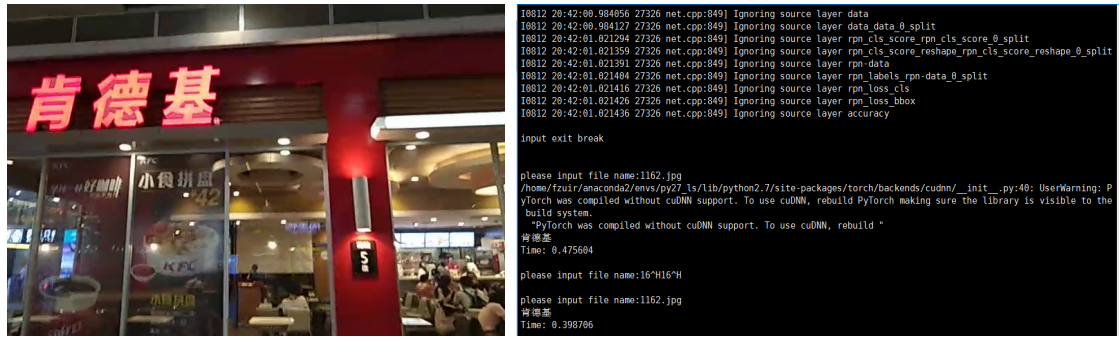 肯德基
KFC
KFC
好咖啡
小食拼盘
¥42
KFC
小食拼盘
COFFEE
5
I0812 20:42:00.984056 27326 net.cpp:849] Ignoring source layer data
I0812 20:42:00.984127 27326 net.cpp:849] Ignoring source layer data_data_0_split
I0812 20:42:01.021294 27326 net.cpp:849] Ignoring source layer rpn_cls_score_rpn_cls_score_0_split
I0812 20:42:01.021359 27326 net.cpp:849] Ignoring source layer rpn_cls_score_reshape_rpn_cls_score_reshape_0_split
I0812 20:42:01.021391 27326 net.cpp:849] Ignoring source layer rpn-data
I0812 20:42:01.021404 27326 net.cpp:849] Ignoring source layer rpn_labels_rpn-data_0_split
I0812 20:42:01.021416 27326 net.cpp:849] Ignoring source layer rpn_loss_cls
I0812 20:42:01.021426 27326 net.cpp:849] Ignoring source layer rpn_loss_bbox
I0812 20:42:01.021436 27326 net.cpp:849] Ignoring source layer accuracy
input exit break
please input file name:1162.jpg
/home/fzuir/anaconda2/envs/py27_ls/lib/python2.7/site-packages/torch/backends/cudnn/__init__.py:40: UserWarning: P
yTorch was compiled without cuDNN support. To use cuDNN, rebuild PyTorch making sure the library is visible to the
build system.
"PyTorch was compiled without cuDNN support. To use cuDNN, rebuild "
肯德基
Time: 0.475604
please input file name:16^H16^H
please input file name:1162.jpg
肯德基
Time: 0.398706